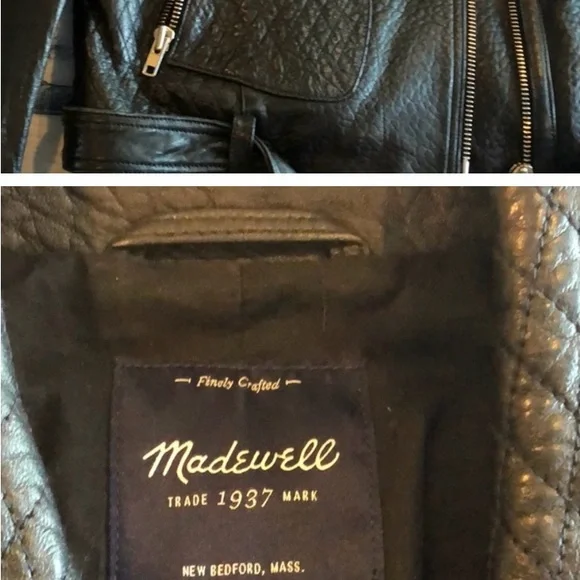 Finely Crafted
Madewell
TRADE 1937 MARK
NEW BEDFORD, MASS.